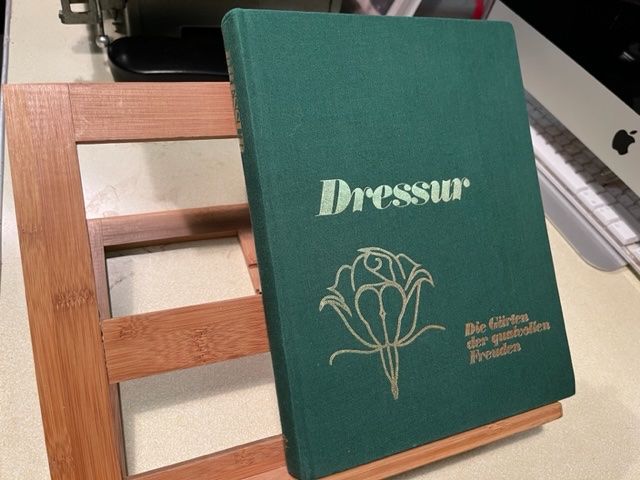 Dressur
Die Gärten
der qualvollen
Freuden